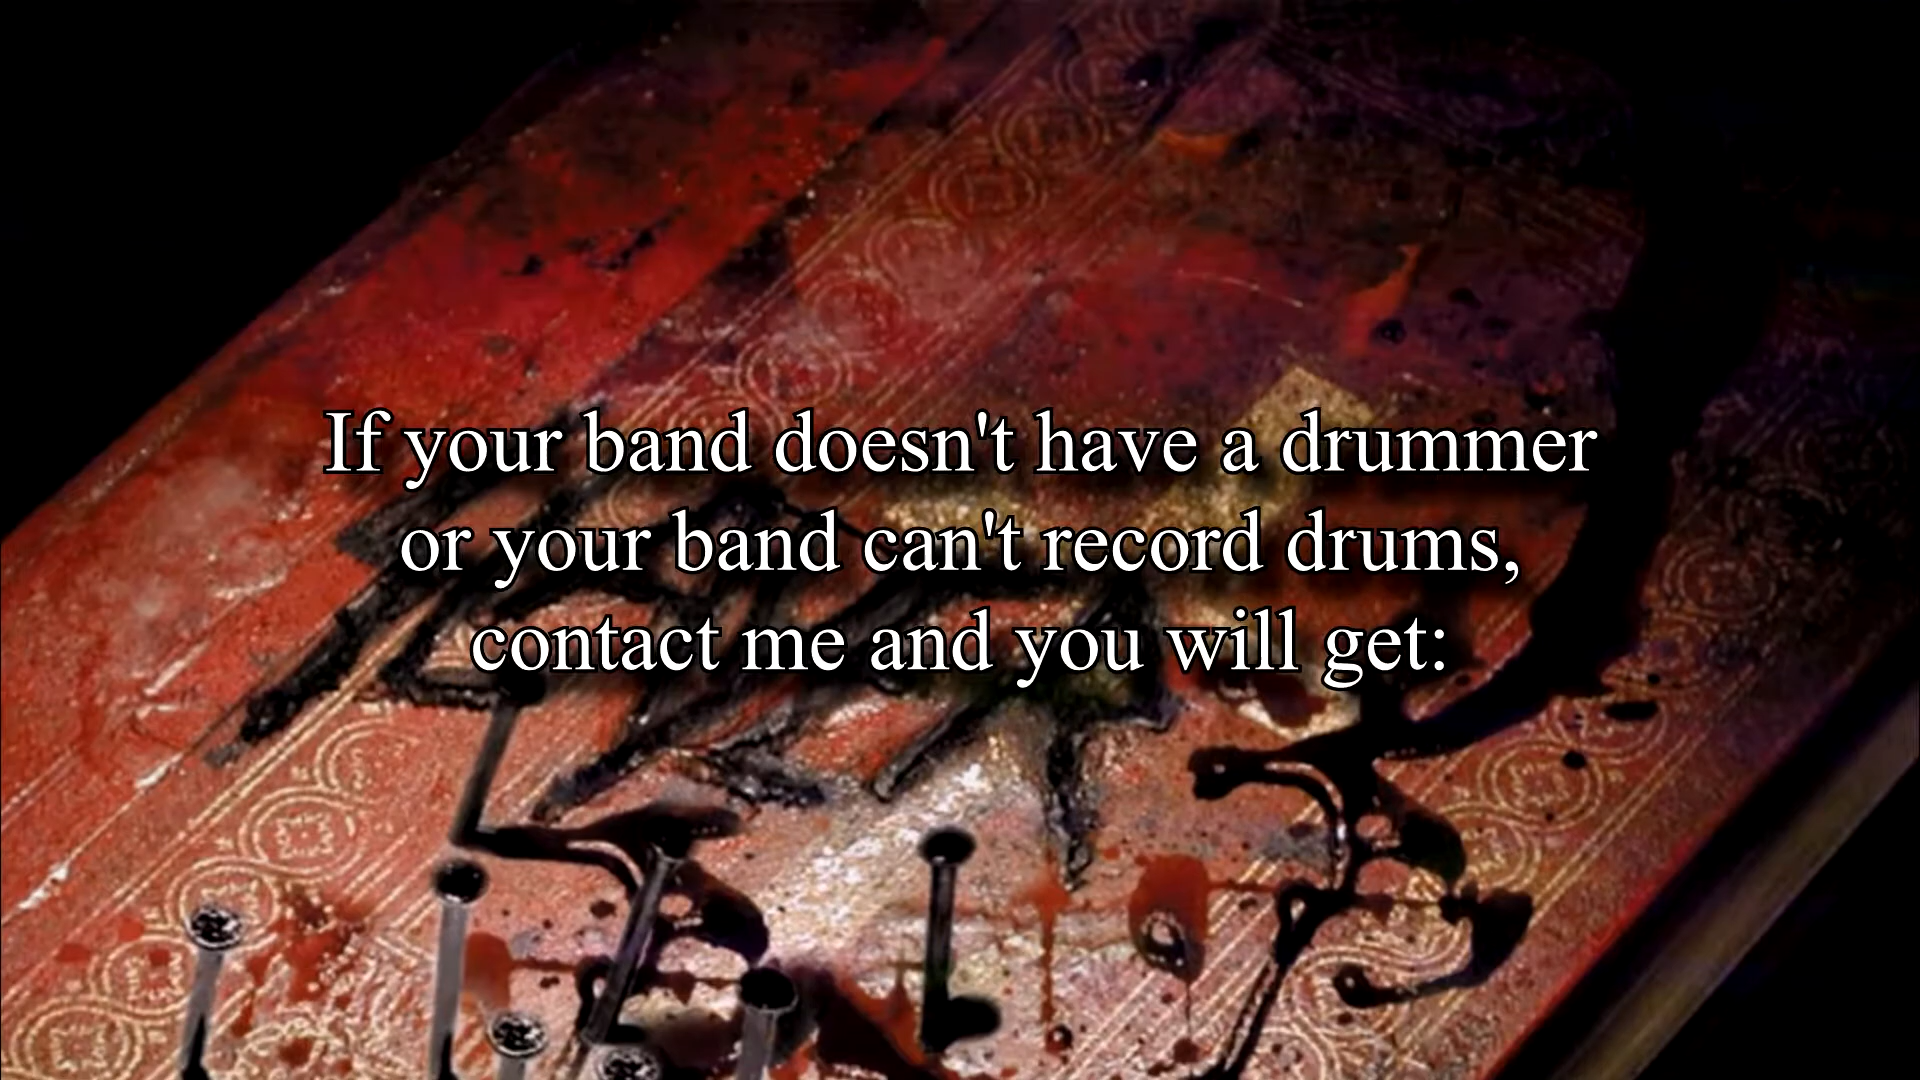 If your band doesn't have a drummer
or your band can't record drums,
contact me and you will get: